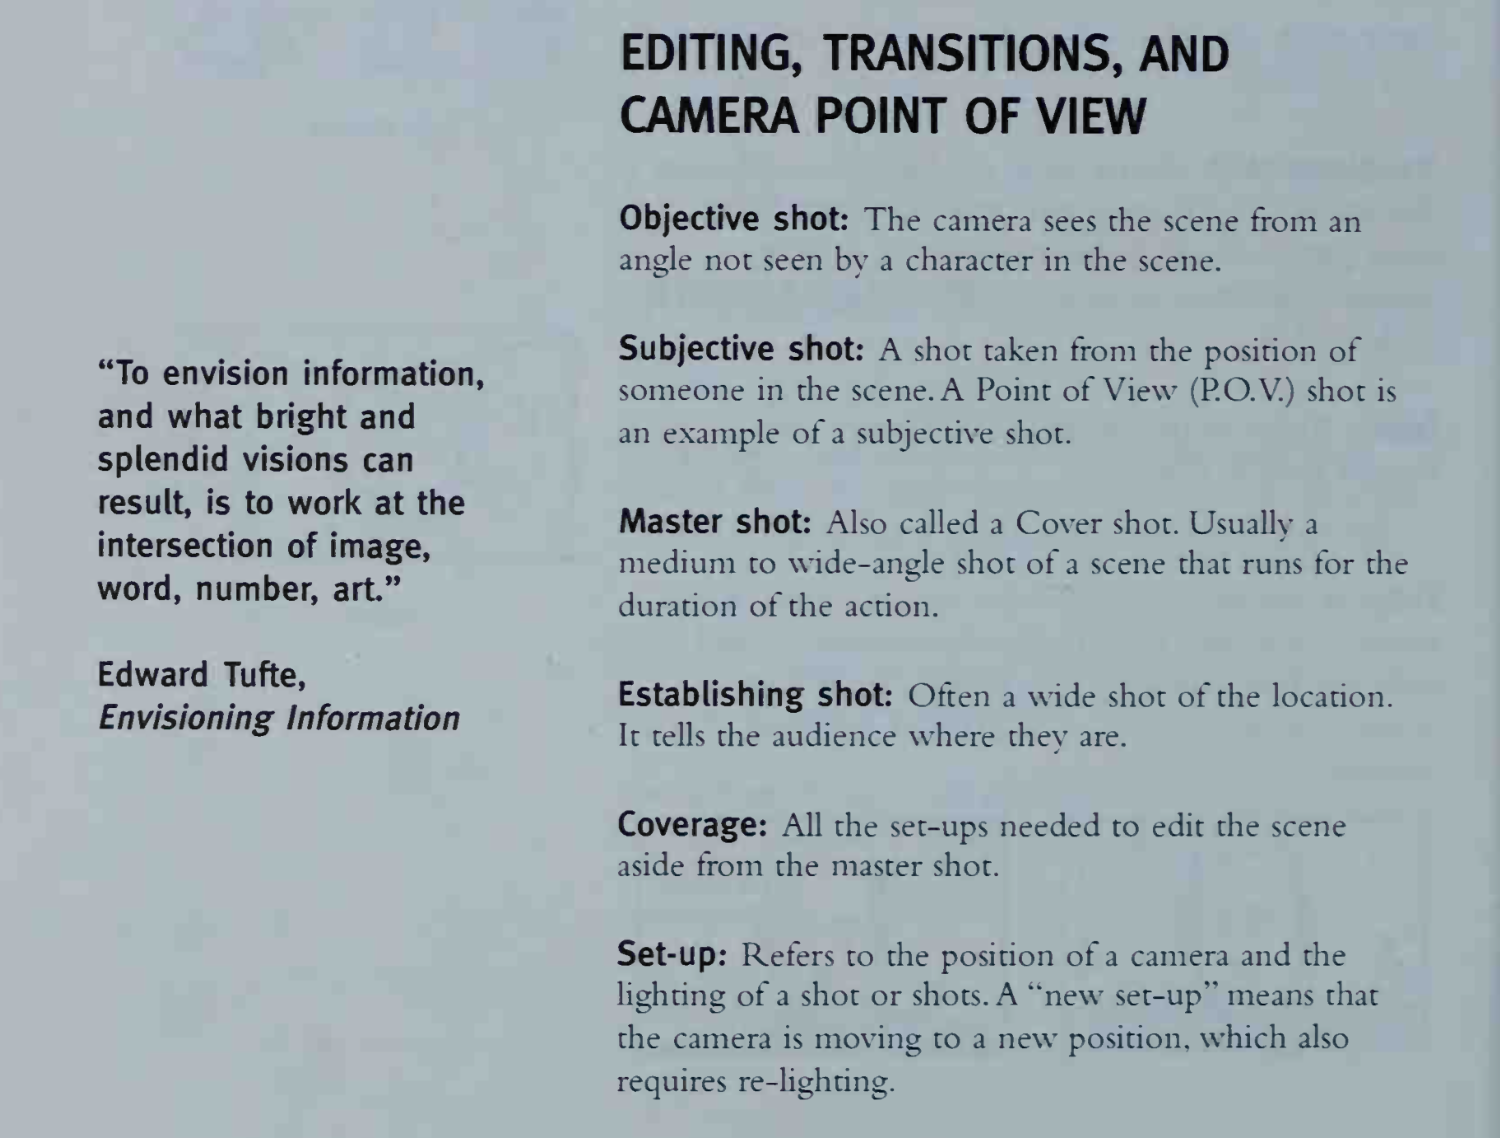 EDITING, TRANSITIONS, AND
CAMERA POINT OF VIEW
Objective shot: The camera sees the scene from an
angle not seen by a character in the scene.
Subjective shot: A shot taken from the position of
someone in the scene. A Point of View (P.O.V.) shot is
an example of a subjective shot.
Master shot: Also called a Cover shot. Usually a
medium to wide-angle shot of a scene that runs for the
duration of the action.
Establishing shot: Often a wide shot of the location.
It tells the audience where they are.
Coverage: All the set-ups needed to edit the scene
aside from the master shot.
Set-up: Refers to the position of a camera and the
lighting of a shot or shots. A “new set-up” means that
the camera is moving to a new position, which also
requires re-lighting.
“To envision information,
and what bright and
splendid visions can
result, is to work at the
intersection of image,
word, number, art.”
Edward Tufte,
Envisioning Information